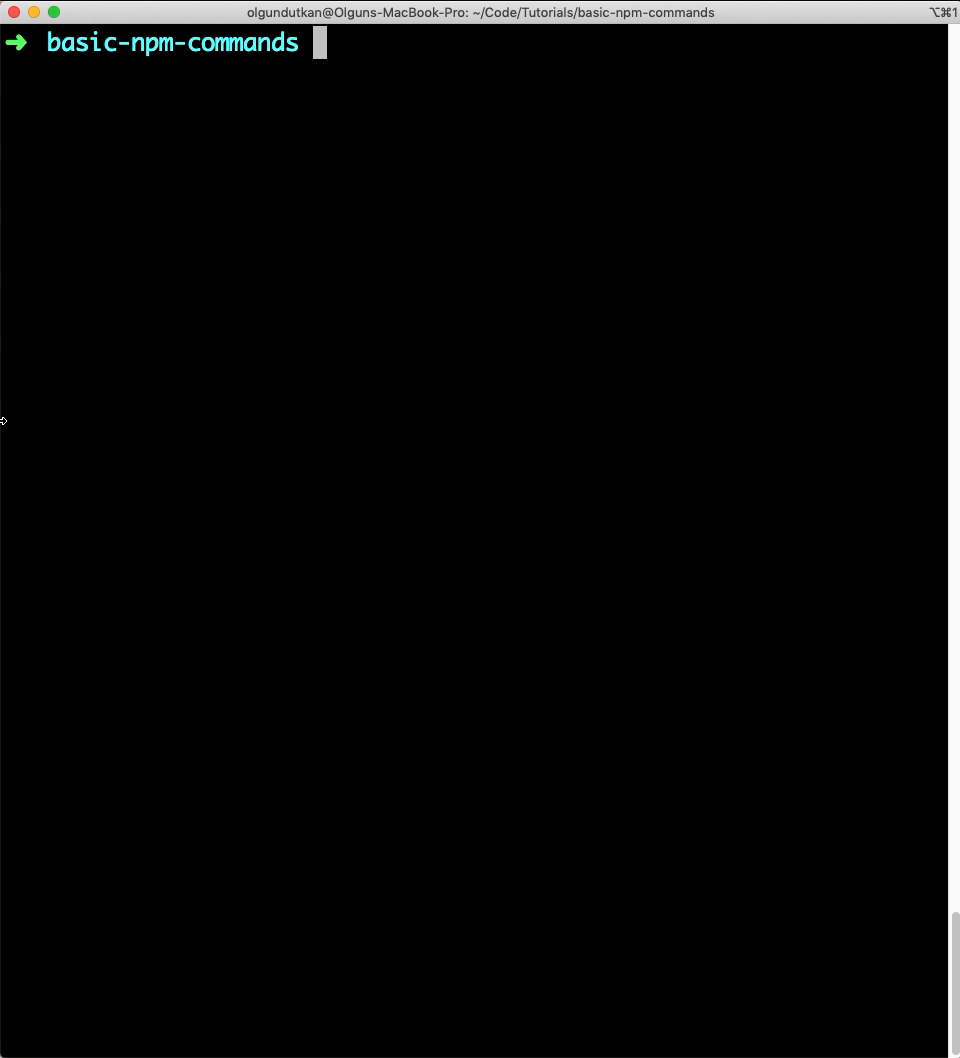 olgundutkan@Olguns-MacBook-Pro: ~/Code/Tutorials/basic-npm-commands ⌥⌘1
➜ basic-npm-commands